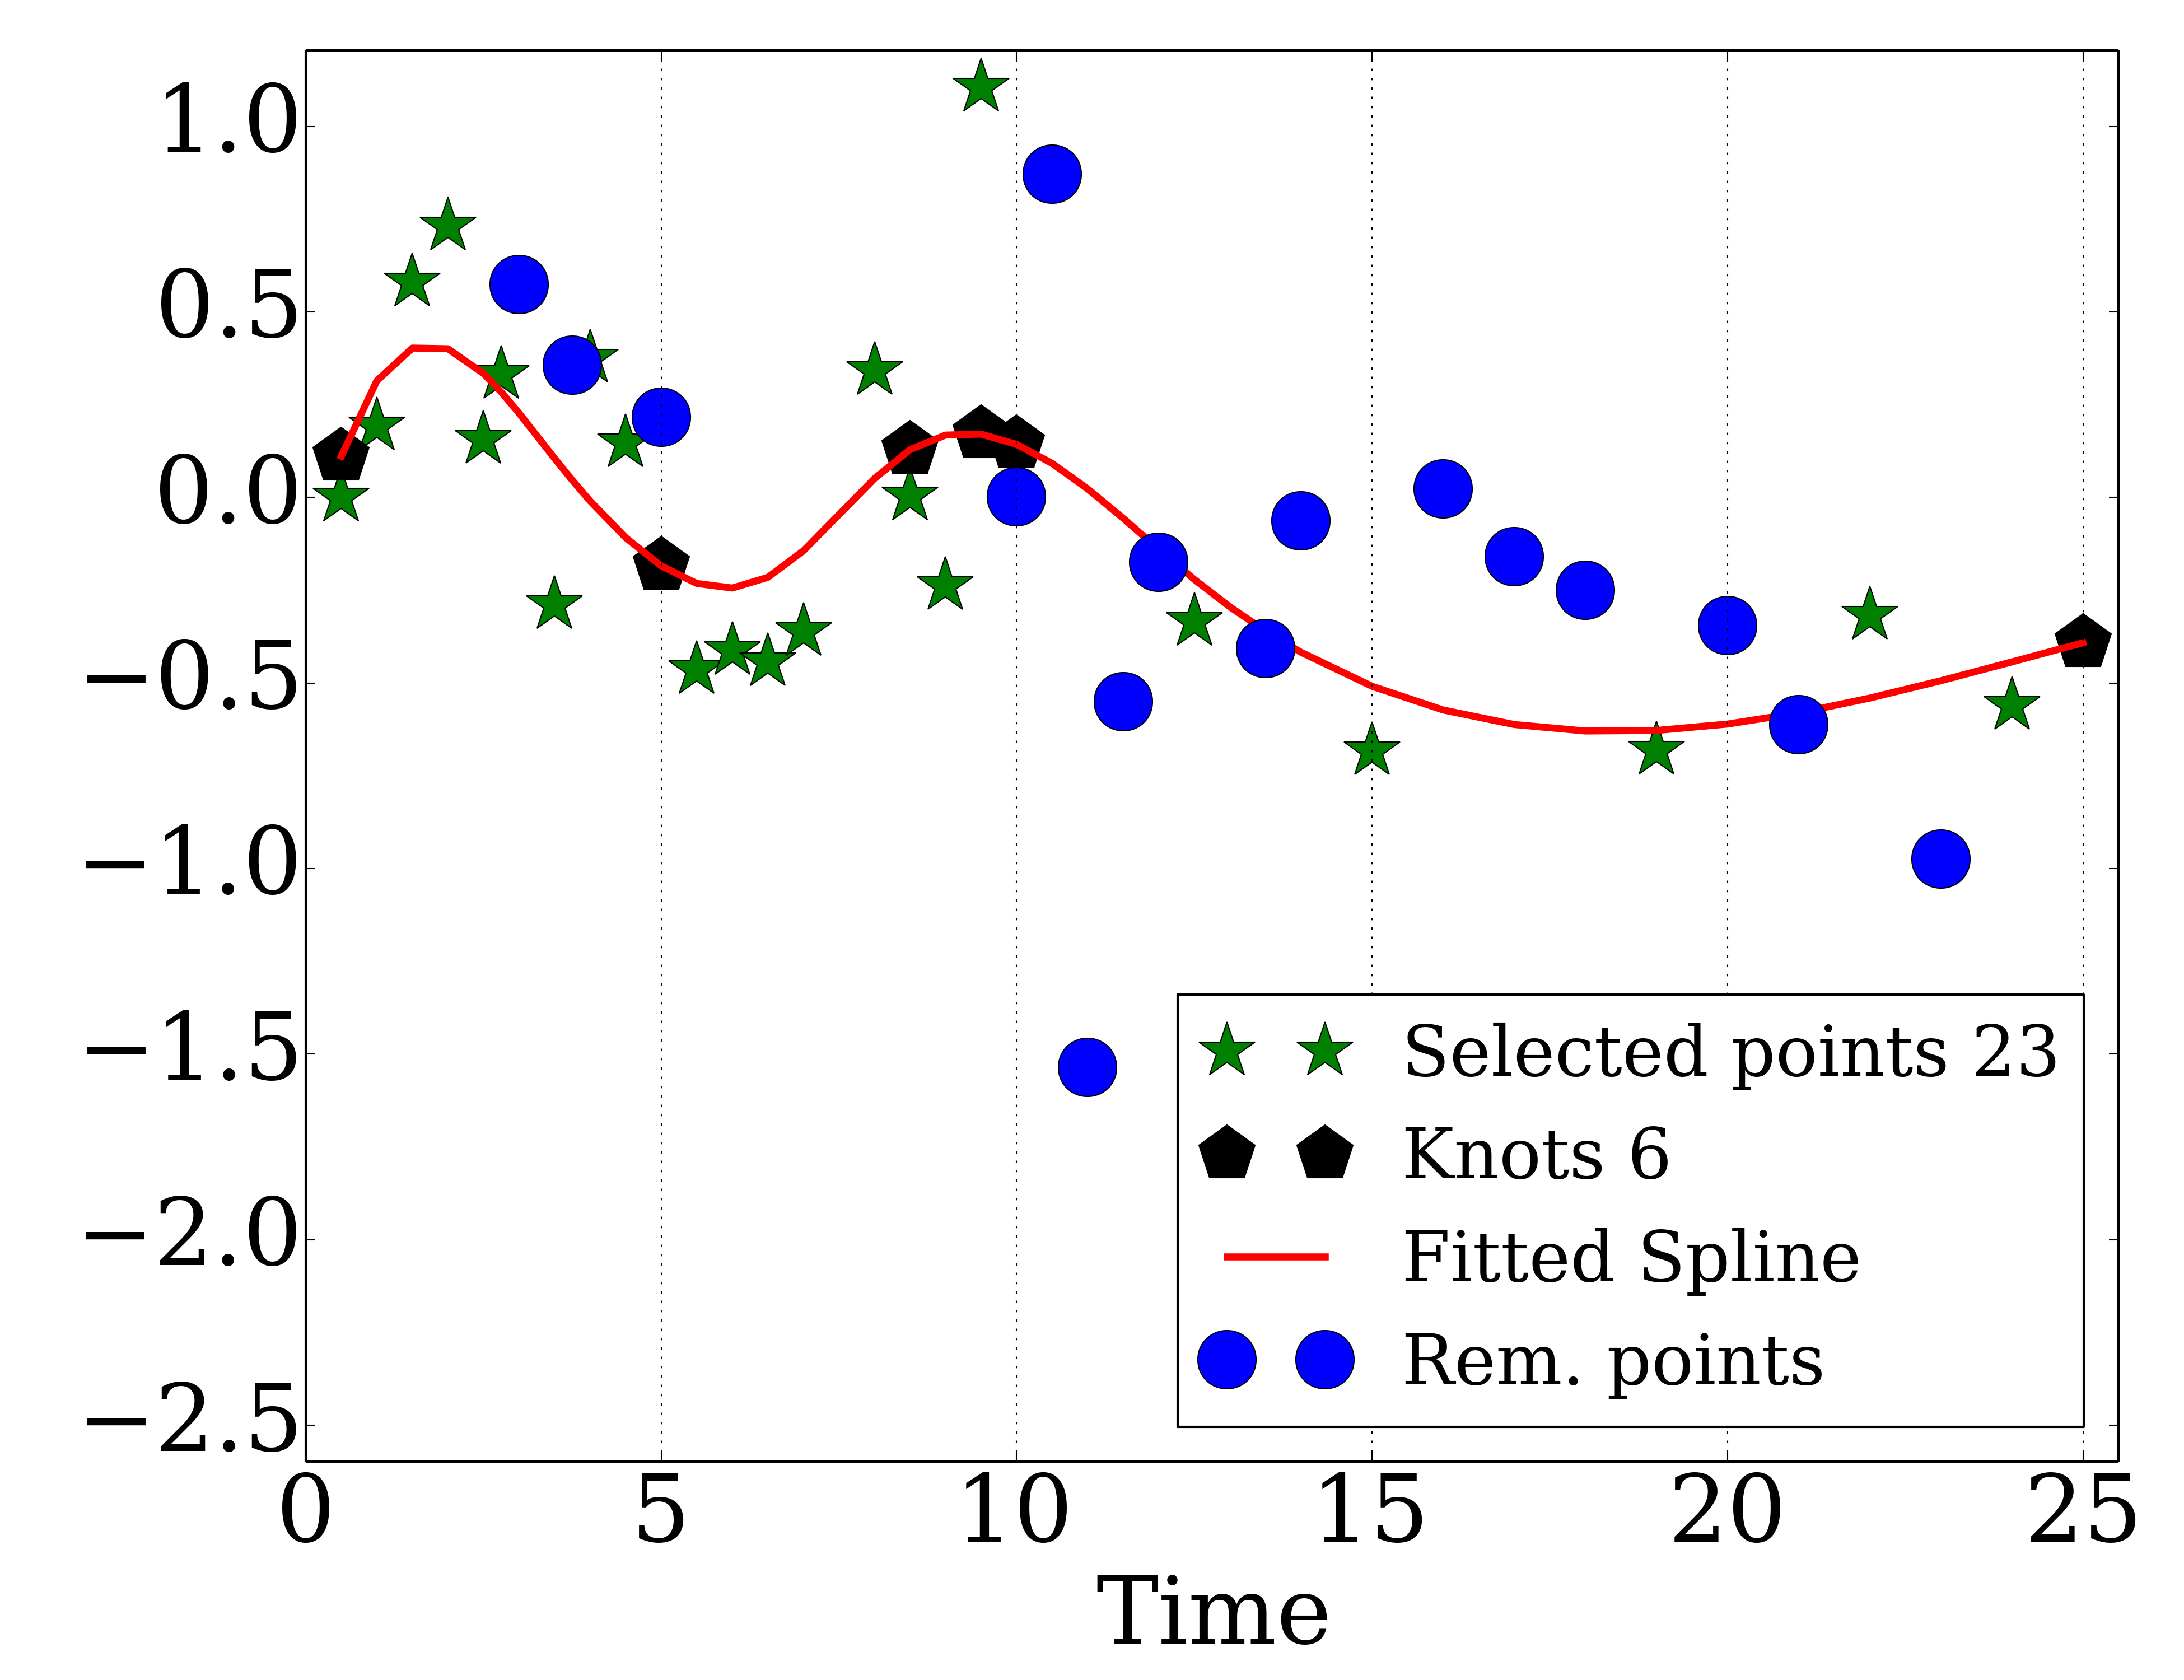 1.0
0.5
0.0
−0.5
−1.0
−1.5
−2.0
−2.5
0 5 10 15 20 25
Time
Selected points 23
Knots 6
Fitted Spline
Rem. points